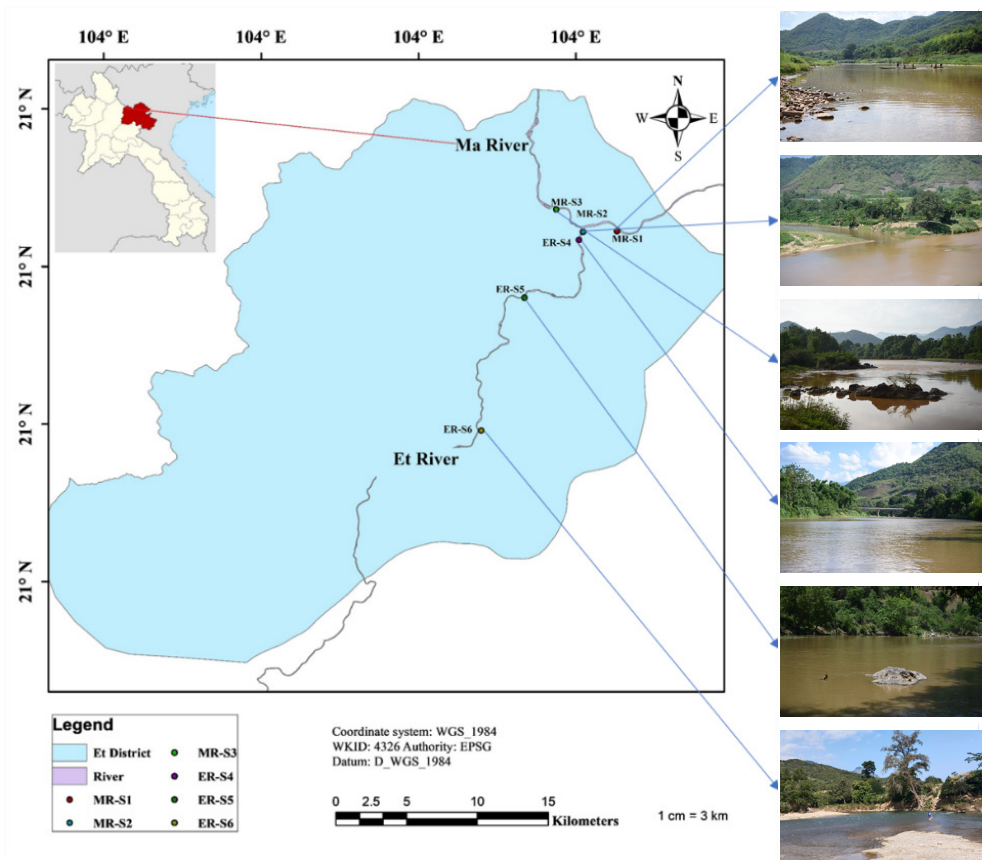 104° E 104° E 104° E 104° E
21° N
21° N
21° N
21° N
N
W E
S
Ma River
MR-S3
MR-S2
MR-S1
ER-S4
ER-S5
ER-S6
Et River
Legend
Et District
River
MR-S1
MR-S2
MR-S3
ER-S4
ER-S5
ER-S6
Coordinate system: WGS_1984
WKID: 4326 Authority: EPSG
Datum: D_WGS_1984
0 2.5 5 10 15
Kilometers
1 cm = 3 km